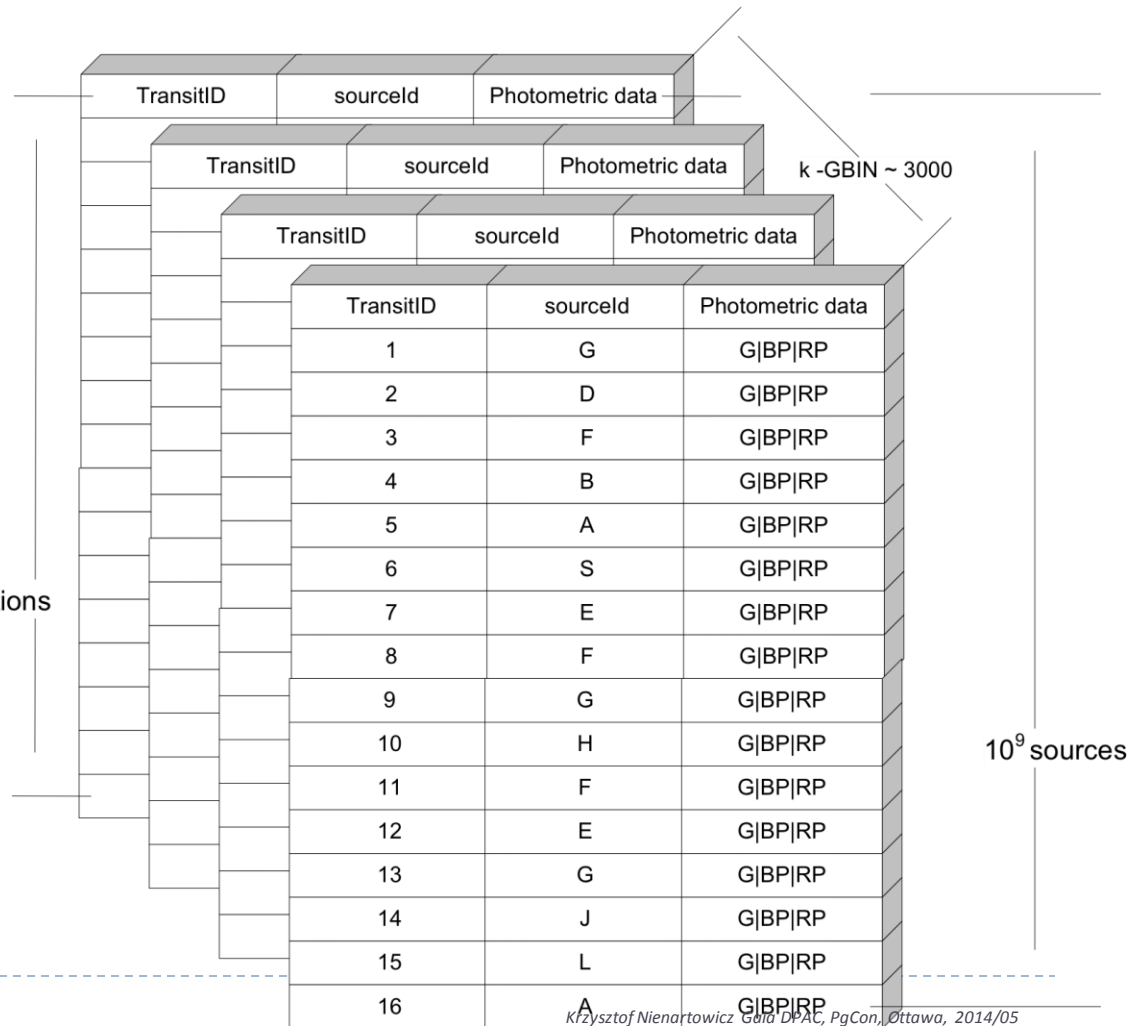 TransitID sourceId Photometric data
TransitID sourceId Photometric data
k -GBIN ~ 3000
TransitID sourceId Photometric data
TransitID sourceId Photometric data
1 G G|BP|RP
2 D G|BP|RP
3 F G|BP|RP
4 B G|BP|RP
5 A G|BP|RP
6 S G|BP|RP
7 E G|BP|RP
tions
8 F G|BP|RP
9 G G|BP|RP
10 H G|BP|RP
10⁹ sources
11 F G|BP|RP
12 E G|BP|RP
13 G G|BP|RP
14 J G|BP|RP
15 L G|BP|RP
16 A G|BP|RP
Krzysztof Nienartowicz Gaia DPAC, PgCon, Ottawa, 2014/05